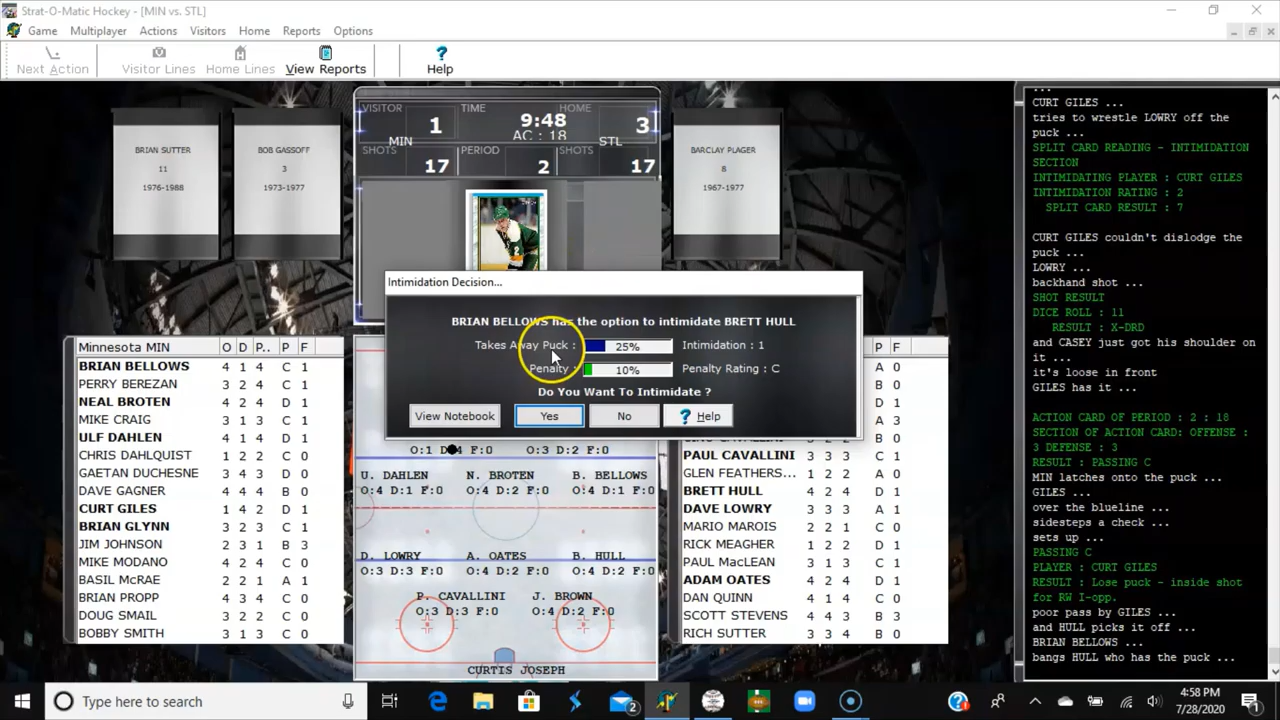 Strat-O-Matic Hockey - [MIN vs. STL]
Game Multiplayer Actions Visitors Home Reports Options
Next Action Visitor Lines Home Lines View Reports Help
VISITOR TIME HOME
1 9:48 3
MIN AC : 18 STL
SHOTS PERIOD SHOTS
17 2 17
BRIAN SUTTER
11
1976-1988
BOB GASSOFF
3
1973-1977
BARCLAY PLAGER
8
1967-1977
Intimidation Decision...
BRIAN BELLOWS has the option to intimidate BRETT HULL
Takes Away Puck : 25% Intimidation : 1
Penalty : 10% Penalty Rating : C
Do You Want To Intimidate ?
View Notebook Yes No Help
Minnesota MIN O D P.. P F
BRIAN BELLOWS 4 1 4 C 1
PERRY BEREZAN 3 2 4 C 0
NEAL BROTEN 4 2 4 D 1
MIKE CRAIG 3 1 3 C 1
ULF DAHLEN 4 1 4 D 1
CHRIS DAHLQUIST 1 2 2 C 0
GAETAN DUCHESNE 3 4 3 D 0
DAVE GAGNER 4 4 4 B 0
CURT GILES 1 4 2 D 1
BRIAN GLYNN 3 2 3 C 1
JIM JOHNSON 2 3 1 B 3
MIKE MODANO 4 2 4 C 0
BASIL McRAE 2 2 1 A 1
BRIAN PROPP 4 3 4 C 0
DOUG SMAIL 3 4 3 C 0
BOBBY SMITH 3 1 3 C 0
O:1 D:4 F:0 O:3 D:2 F:0
U. DAHLEN N. BROTEN B. BELLOWS
O:4 D:1 F:0 O:4 D:2 F:0 O:4 D:1 F:0
D. LOWRY A. OATES B. HULL
O:3 D:3 F:0 O:4 D:2 F:0 O:4 D:2 F:0
P. CAVALLINI J. BROWN
O:3 D:3 F:0 O:4 D:2 F:0
CURTIS JOSEPH
P F
A 0
D 1
C 1
A 3
B 0
PAUL CAVALLINI 3 3 3 C 1
GLEN FEATHERS... 1 2 2 C 0
BRETT HULL 4 2 4 D 1
DAVE LOWRY 3 3 3 A 1
MARIO MAROIS 2 2 1 C 0
RICK MEAGHER 1 2 2 D 1
PAUL MacLEAN 3 1 2 C 0
ADAM OATES 4 2 4 D 1
DAN QUINN 4 1 4 C 0
SCOTT STEVENS 4 4 3 B 3
RICH SUTTER 3 3 4 B 0
...
CURT GILES ...
tries to wrestle LOWRY off the
puck ...
SPLIT CARD READING - INTIMIDATION
SECTION
INTIMIDATING PLAYER : CURT GILES
INTIMIDATION RATING : 2
SPLIT CARD RESULT : 7
CURT GILES couldn't dislodge the
puck ...
LOWRY ...
backhand shot ...
SHOT RESULT
DICE ROLL : 11
RESULT : X-DRD
and CASEY just got his shoulder on
it ...
it's loose in front
GILES has it ...
ACTION CARD OF PERIOD : 2 : 18
SECTION OF ACTION CARD: OFFENSE :
3 DEFENSE : 3
RESULT : PASSING C
MIN latches onto the puck ...
GILES ...
over the blueline ...
sidesteps a check ...
sets up ...
PASSING C
PLAYER : CURT GILES
RESULT : Lose puck - inside shot
for RW I-opp.
poor pass by GILES ...
and HULL picks it off ...
BRIAN BELLOWS ...
bangs HULL who has the puck ...
Type here to search
2
4:58 PM
7/28/2020
1